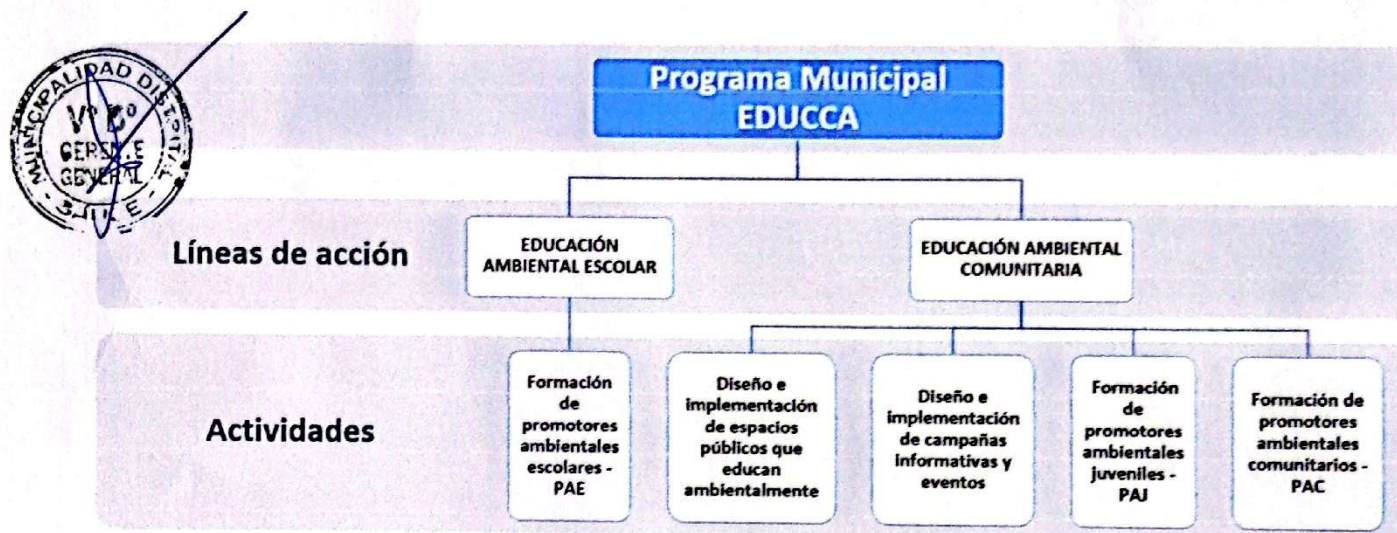 MUNICIPALIDAD DISTRITAL
V° B°
GERENTE
GENERAL
Programa Municipal
EDUCCA
Líneas de acción
EDUCACIÓN
AMBIENTAL ESCOLAR
EDUCACIÓN AMBIENTAL
COMUNITARIA
Actividades
Formación
de
promotores
ambientales
escolares -
PAE
Diseño e
implementación
de espacios
públicos que
educan
ambientalmente
Diseño e
implementación
de campañas
informativas y
eventos
Formación
de
promotores
ambientales
juveniles -
PAJ
Formación de
promotores
ambientales
comunitarios -
PAC